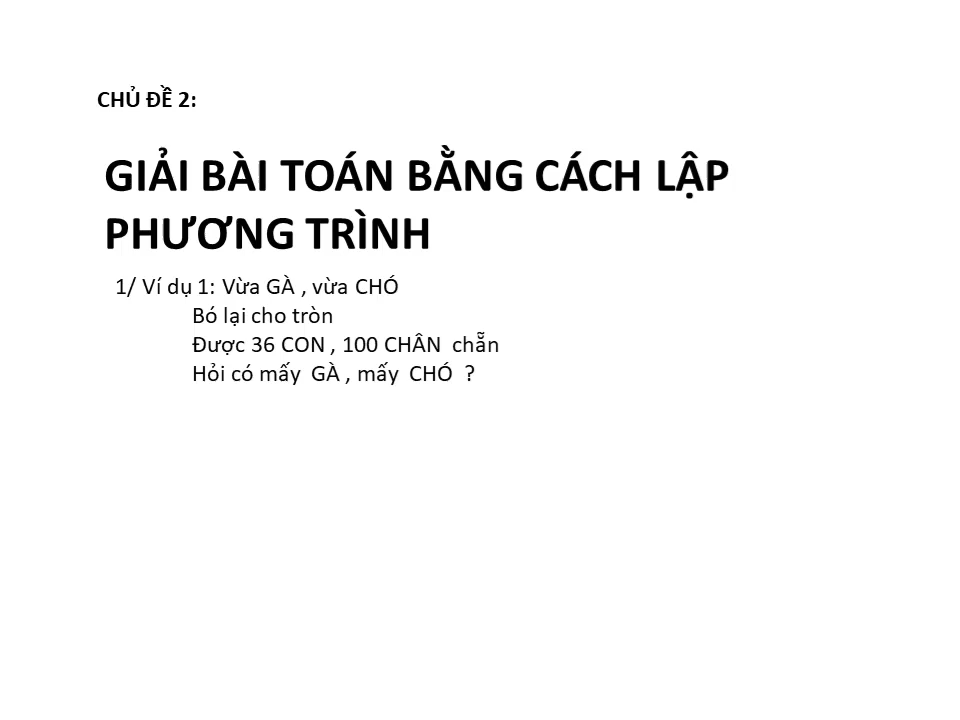 CHỦ ĐỀ 2:
GIẢI BÀI TOÁN BẰNG CÁCH LẬP
PHƯƠNG TRÌNH
1/ Ví dụ 1: Vừa GÀ , vừa CHÓ
Bó lại cho tròn
Được 36 CON , 100 CHÂN  chẵn
Hỏi có mấy  GÀ , mấy  CHÓ  ?